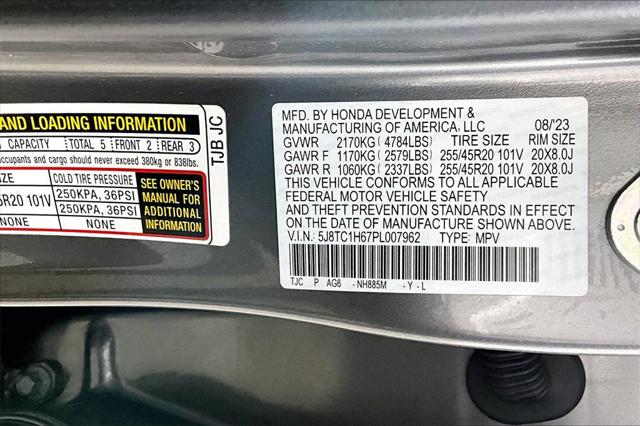 AND LOADING INFORMATION
CAPACITY TOTAL 5 FRONT 2 REAR 3
occupants and cargo should never exceed 380kg or 838lbs.
COLD TIRE PRESSURE
5R20 101V 250KPA, 36PSI
250KPA, 36PSI
NONE NONE
SEE OWNER'S
MANUAL FOR
ADDITIONAL
INFORMATION
TJB JC
MFD. BY HONDA DEVELOPMENT &
MANUFACTURING OF AMERICA, LLC 08/'23
GVWR 2170KG (4784LBS) TIRE SIZE RIM SIZE
GAWR F 1170KG (2579LBS) 255/45R20 101V 20X8.0J
GAWR R 1060KG (2337LBS) 255/45R20 101V 20X8.0J
THIS VEHICLE CONFORMS TO ALL APPLICABLE
FEDERAL MOTOR VEHICLE SAFETY
AND THEFT PREVENTION STANDARDS IN EFFECT
ON THE DATE OF MANUFACTURE SHOWN ABOVE.
V.I.N.: 5J8TC1H67PL007962 TYPE: MPV
TJC P AG6 - NH885M - Y - L